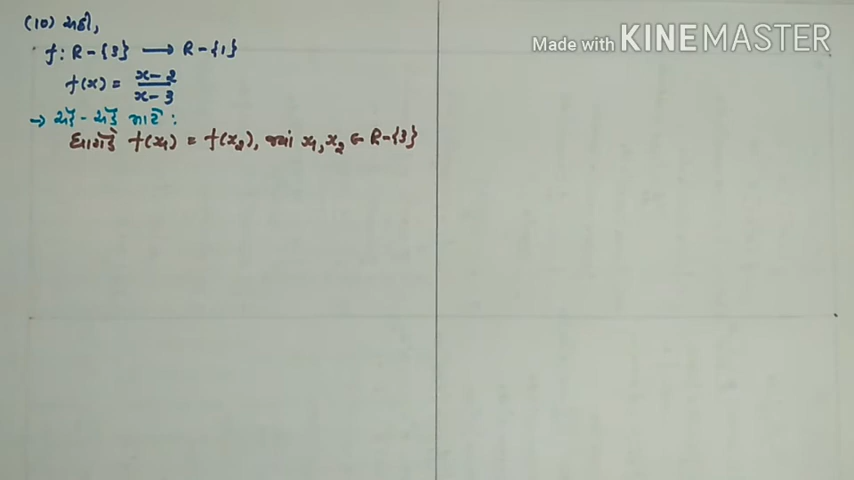 (10) અહીં,
f: R-{3} ⟶ R-{1}
f(x) = x-2 / x-3
→ એક-એક માટે :
ધારોકે f(x₁) = f(x₂), જ્યાં x₁, x₂ ∈ R-{3}
Made with KINEMASTER